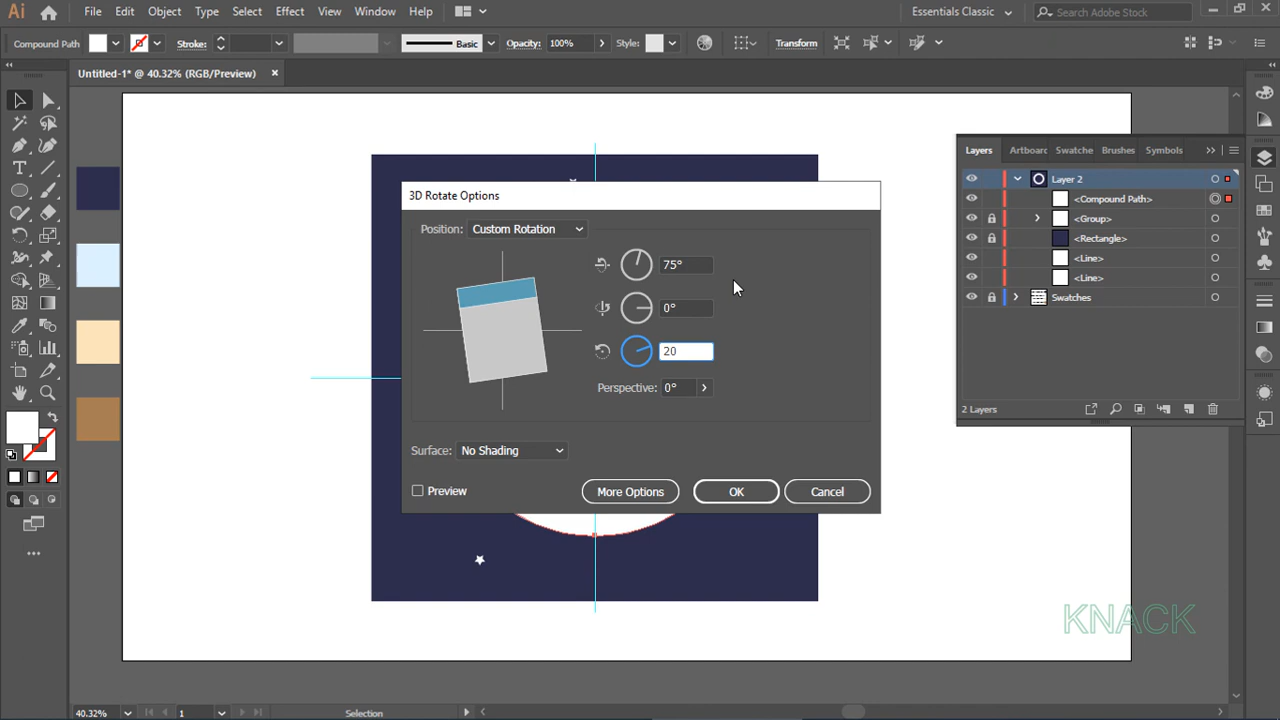 Ai File Edit Object Type Select Effect View Window Help Essentials Classic Search Adobe Stock
Compound Path Stroke: Basic Opacity: 100% Style: Transform
Untitled-1* @ 40.32% (RGB/Preview) ×
Layers Artboard Swatche Brushes Symbols
Layer 2
<Compound Path>
<Group>
<Rectangle>
<Line>
<Line>
Swatches
2 Layers
3D Rotate Options
Position: Custom Rotation
75°
0°
20
Perspective: 0°
Surface: No Shading
Preview More Options OK Cancel
KNACK
40.32% 1 Selection